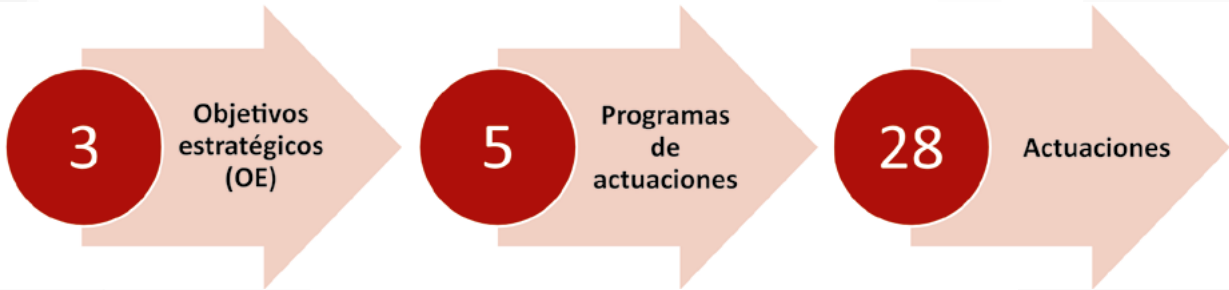 3
Objetivos
estratégicos
(OE)
5
Programas
de
actuaciones
28
Actuaciones